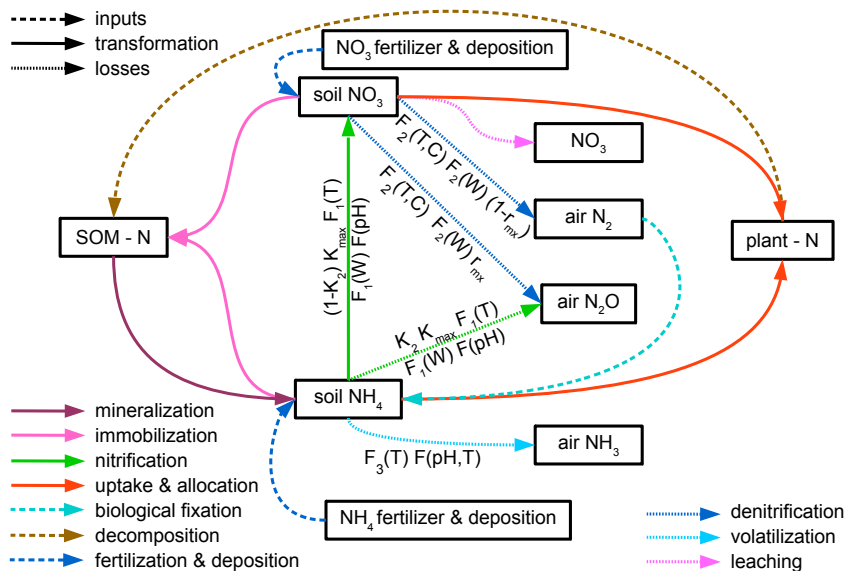 inputs
transformation
losses
NO₃ fertilizer & deposition
soil NO₃
NO₃
F₂(T,C) F₂(W) (1-rₘₓ)
air N₂
F₂(T,C) F₂(W) rₘₓ
SOM - N
plant - N
(1-K₂) Kₘₐₓ F₁(T)
F₁(W) F(pH)
air N₂O
K₂ Kₘₐₓ F₁(T)
F₁(W) F(pH)
soil NH₄
air NH₃
F₃(T) F(pH,T)
NH₄ fertilizer & deposition
mineralization
immobilization
nitrification
uptake & allocation
biological fixation
decomposition
fertilization & deposition
denitrification
volatilization
leaching